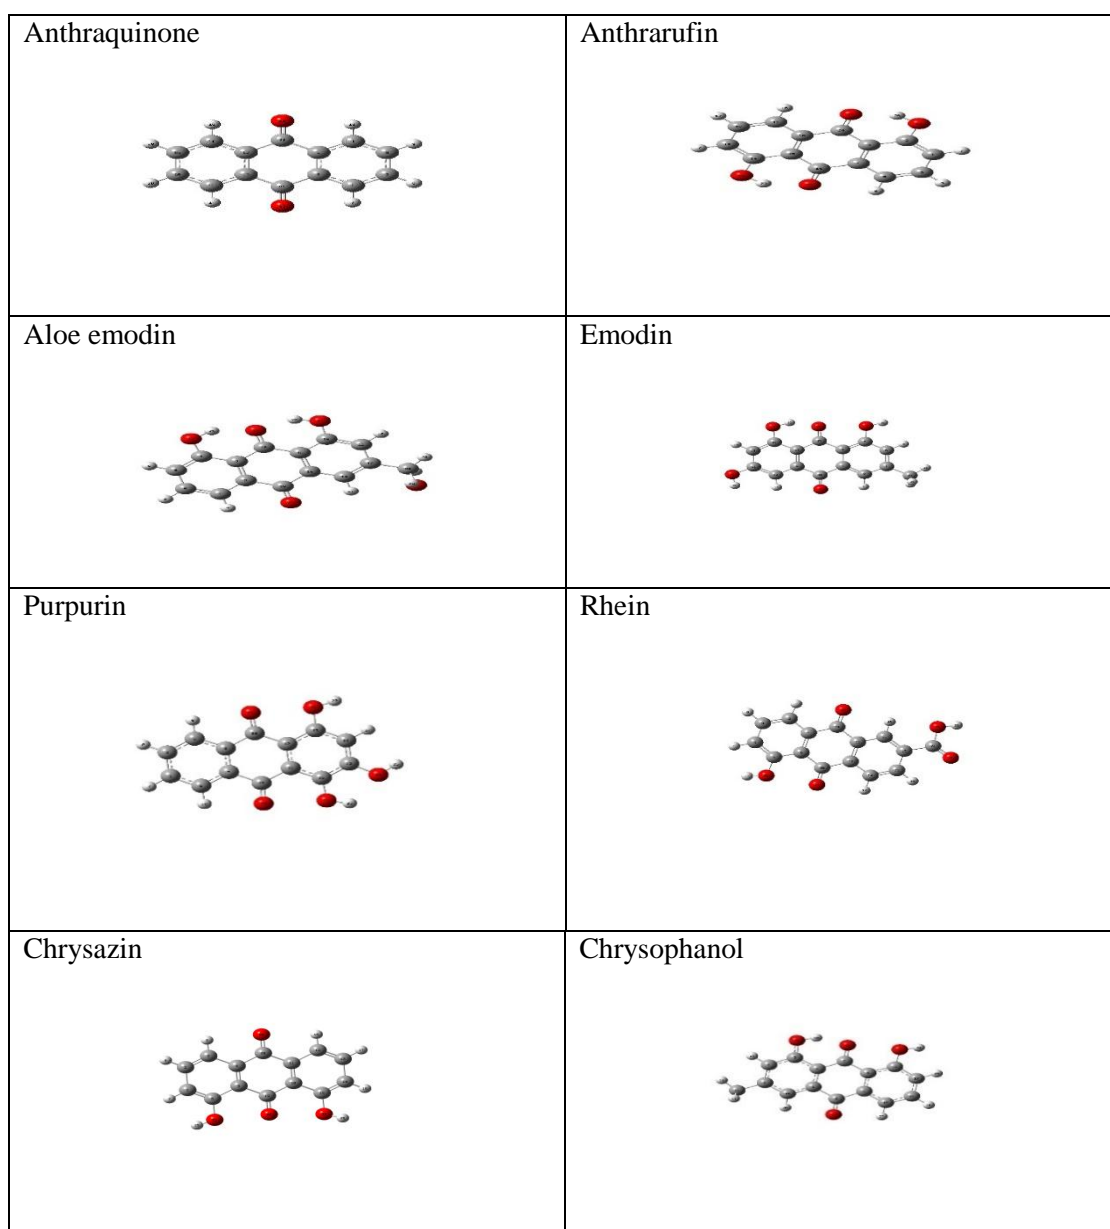 Anthraquinone
Anthrarufin
Aloe emodin
Emodin
Purpurin
Rhein
Chrysazin
Chrysophanol